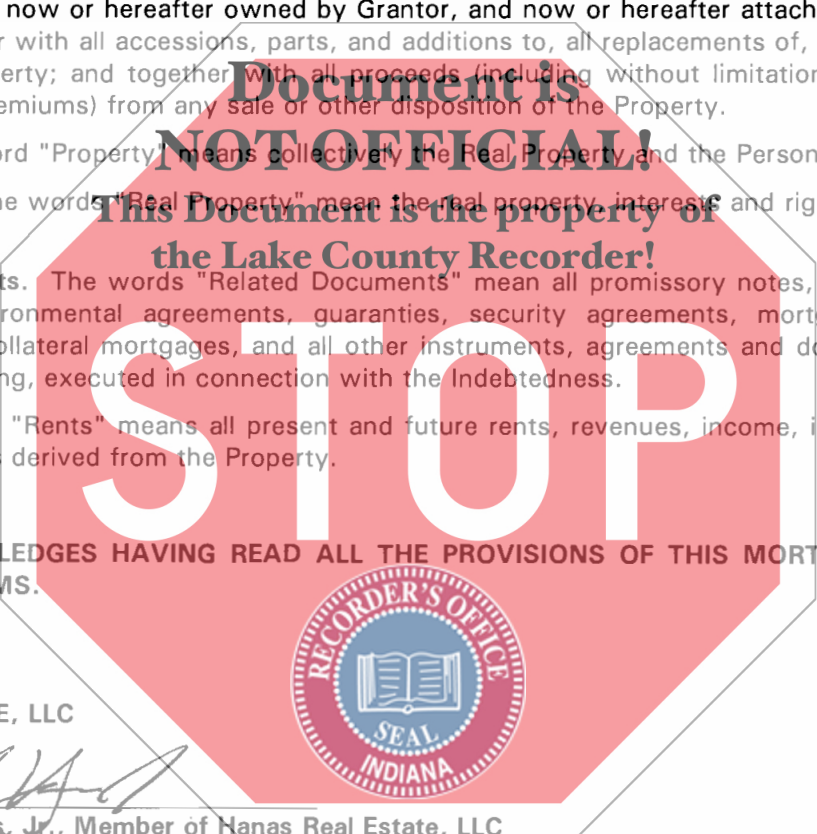 now or hereafter owned by Grantor, and now or hereafter attach
r with all accessions, parts, and additions to, all replacements of,
erty; and together with all proceeds (including without limitation
emiums) from any sale or other disposition of the Property.
Document is
NOT OFFICIAL!
ord "Property" means collectively the Real Property and the Person
This Document is the property of
the Lake County Recorder!
he words "Real Property" mean the real property, interests and rig
ts. The words "Related Documents" mean all promissory notes,
ronmental agreements, guaranties, security agreements, mort
ollateral mortgages, and all other instruments, agreements and do
ng, executed in connection with the Indebtedness.
STOP
"Rents" means all present and future rents, revenues, income, i
s derived from the Property.
LEDGES HAVING READ ALL THE PROVISIONS OF THIS MORT
MS.
RECORDER'S OFFICE
SEAL
INDIANA
E, LLC
Jr., Member of Hanas Real Estate, LLC